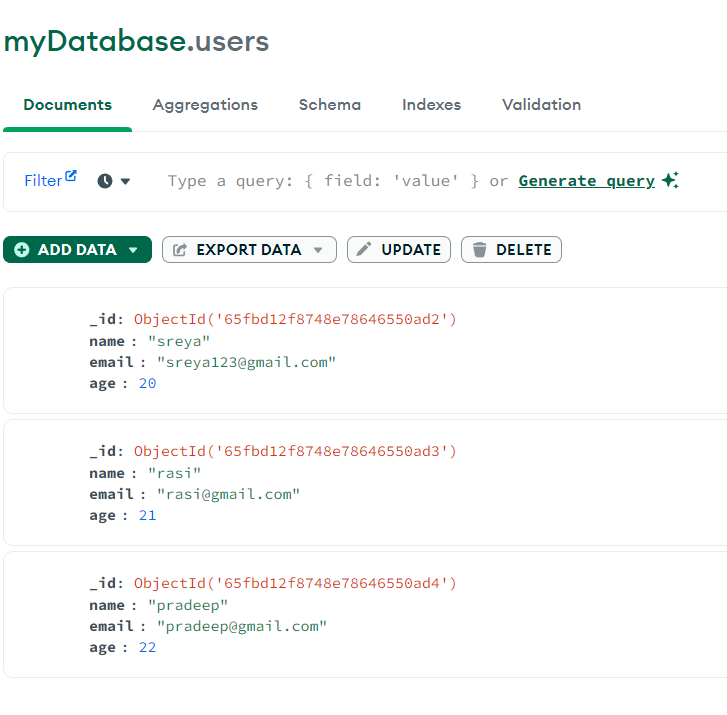 myDatabase.users
Documents Aggregations Schema Indexes Validation
Filter Type a query: { field: 'value' } or Generate query
ADD DATA EXPORT DATA UPDATE DELETE
_id: ObjectId('65fbd12f8748e78646550ad2')
name : "sreya"
email : "sreya123@gmail.com"
age : 20
_id: ObjectId('65fbd12f8748e78646550ad3')
name : "rasi"
email : "rasi@gmail.com"
age : 21
_id: ObjectId('65fbd12f8748e78646550ad4')
name : "pradeep"
email : "pradeep@gmail.com"
age : 22